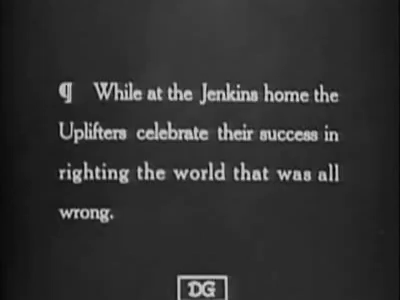 ¶ While at the Jenkins home the
Uplifters celebrate their success in
righting the world that was all
wrong.
DG